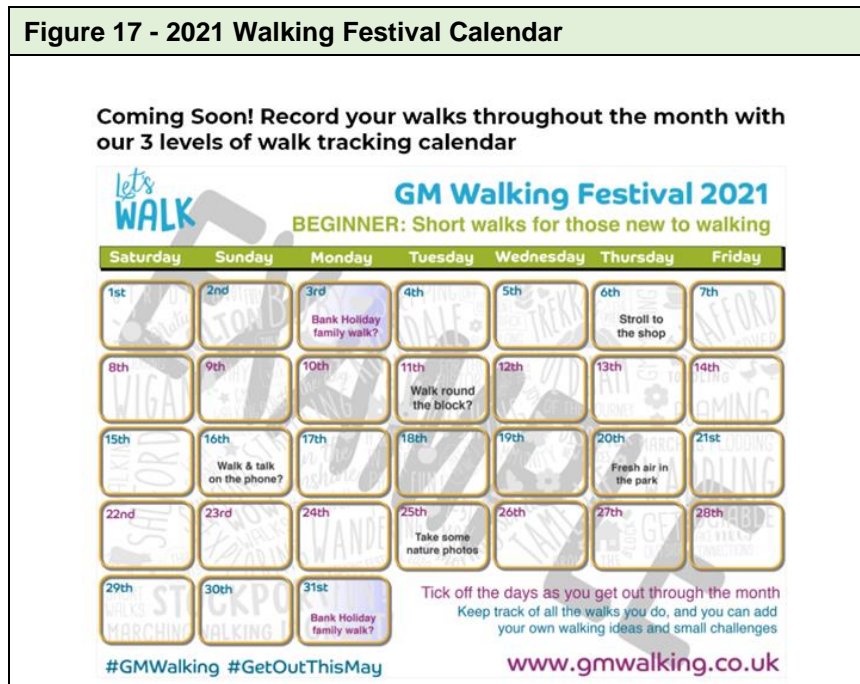 Figure 17 - 2021 Walking Festival Calendar
Coming Soon! Record your walks throughout the month with
our 3 levels of walk tracking calendar
Let's
WALK
GM Walking Festival 2021
BEGINNER: Short walks for those new to walking
Saturday Sunday Monday Tuesday Wednesday Thursday Friday
1st 2nd 3rd 4th 5th 6th 7th
Bank Holiday
family walk?
Stroll to
the shop
8th 9th 10th 11th 12th 13th 14th
Walk round
the block?
15th 16th 17th 18th 19th 20th 21st
Walk & talk
on the phone?
Fresh air in
the park
22nd 23rd 24th 25th 26th 27th 28th
Take some
nature photos
29th 30th 31st
Bank Holiday
family walk?
Tick off the days as you get out through the month
Keep track of all the walks you do, and you can add
your own walking ideas and small challenges
#GMWalking #GetOutThisMay
www.gmwalking.co.uk
EXAMPLE